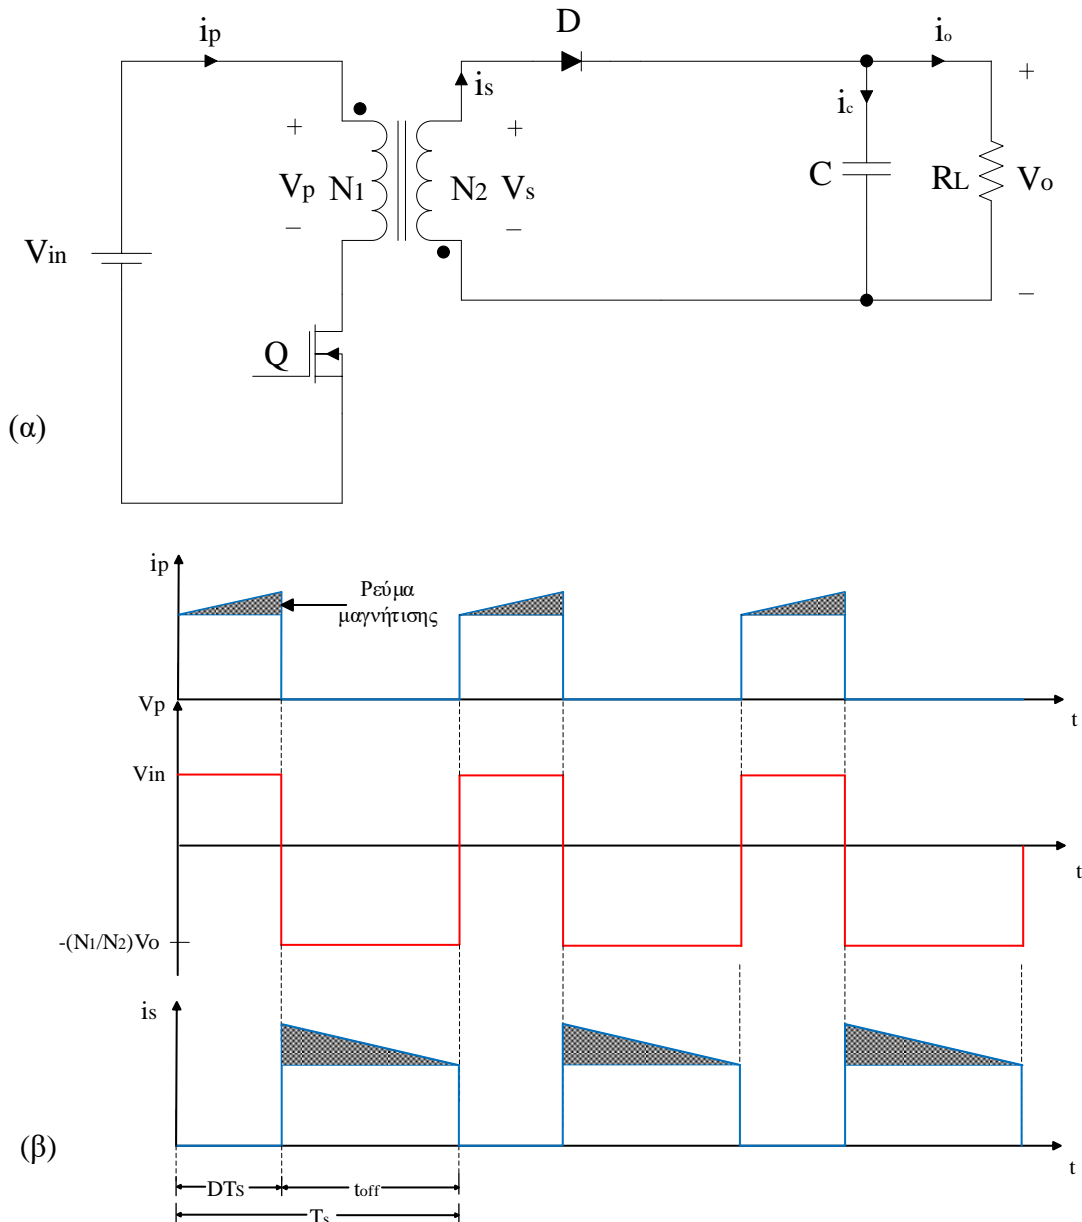 ip
D
io
+
is
ic
+
+
Vp
N1
N2
Vs
C
RL
Vo
−
−
Vin
−
Q
(α)
ip
Ρεύμα
μαγνήτισης
t
Vp
Vin
t
-(N1/N2)Vo
is
(β)
t
DTs
toff
Ts